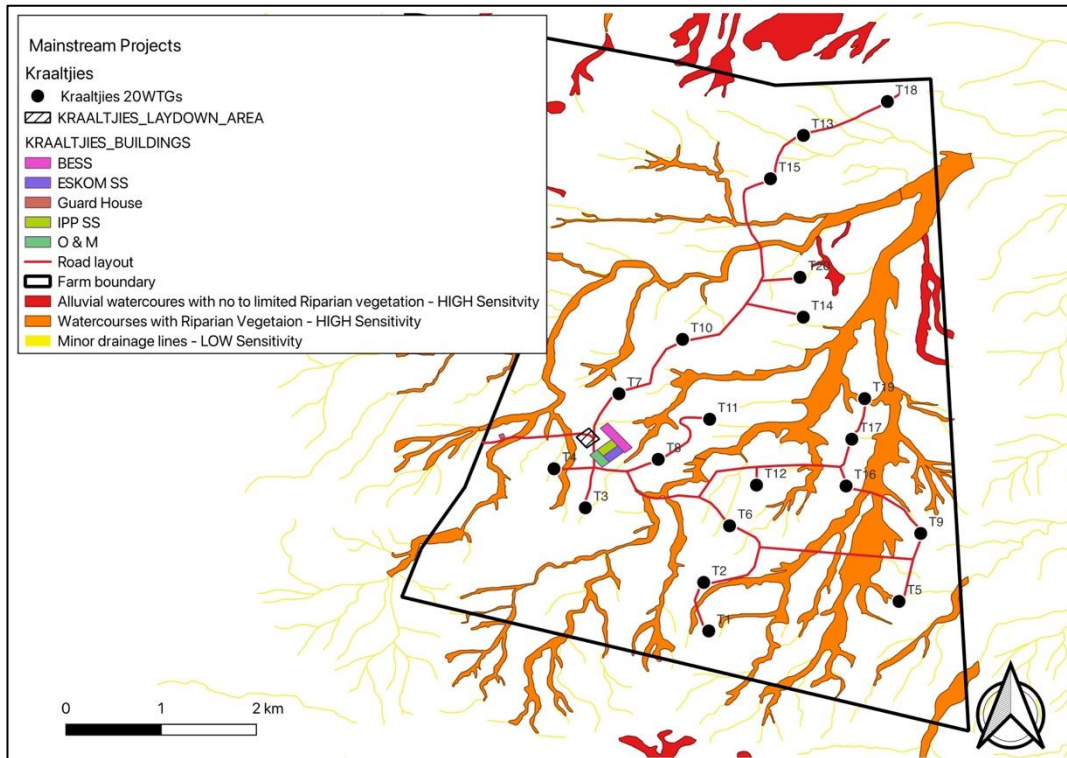 Mainstream Projects
Kraaltjies
Kraaltjies 20WTGs
KRAALTJIES_LAYDOWN_AREA
KRAALTJIES_BUILDINGS
BESS
ESKOM SS
Guard House
IPP SS
O & M
Road layout
Farm boundary
Alluvial watercoures with no to limited Riparian vegetation - HIGH Sensitvity
Watercourses with Riparian Vegetaion - HIGH Sensitivity
Minor drainage lines - LOW Sensitivity
T18
T13
T15
T20
T14
T10
T7
T19
T11
T17
T8
T4
T12
T16
T3
T6
T9
T2
T5
T1
0 1 2 km